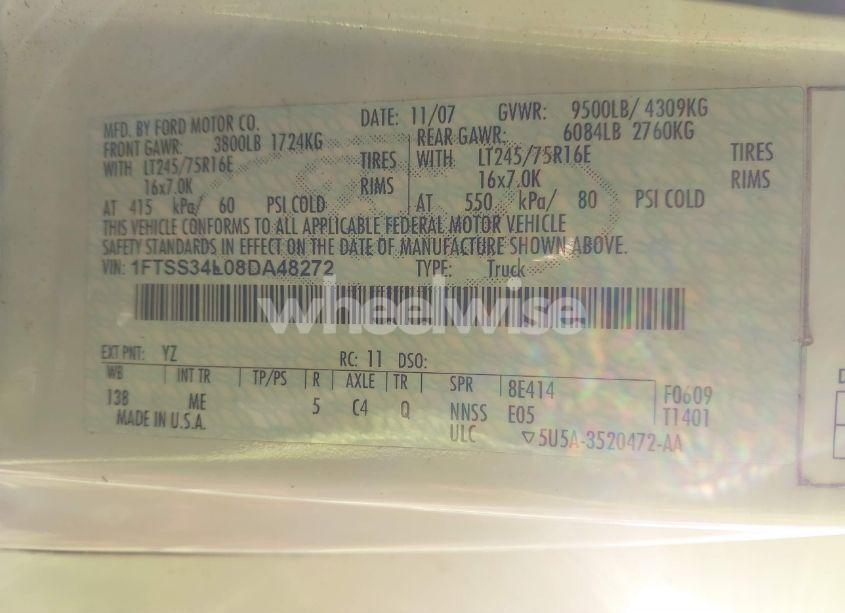 MFD. BY FORD MOTOR CO. DATE: 11/07 GVWR: 9500LB/ 4309KG
FRONT GAWR: 3800LB 1724KG REAR GAWR: 6084LB 2760KG
WITH LT245/75R16E TIRES WITH LT245/75R16E TIRES
16x7.0K RIMS 16x7.0K RIMS
AT 415 kPa/ 60 PSI COLD AT 550 kPa/ 80 PSI COLD
THIS VEHICLE CONFORMS TO ALL APPLICABLE FEDERAL MOTOR VEHICLE
SAFETY STANDARDS IN EFFECT ON THE DATE OF MANUFACTURE SHOWN ABOVE.
VIN: 1FTSS34L08DA48272 TYPE: Truck
wheelwise
EXT PNT: YZ RC: 11 DSO:
WB INT TR TP/PS R AXLE TR SPR 8E414 F0609
138 ME 5 C4 Q NNSS E05 T1401
MADE IN U.S.A. ULC ▽5U5A-3520472-AA